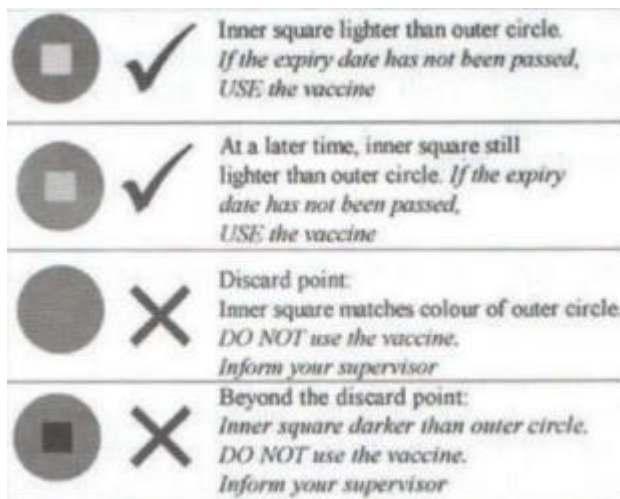 Inner square lighter than outer circle.
If the expiry date has not been passed,
USE the vaccine
At a later time, inner square still
lighter than outer circle. If the expiry
date has not been passed,
USE the vaccine
Discard point:
Inner square matches colour of outer circle.
DO NOT use the vaccine.
Inform your supervisor
Beyond the discard point:
Inner square darker than outer circle.
DO NOT use the vaccine.
Inform your supervisor